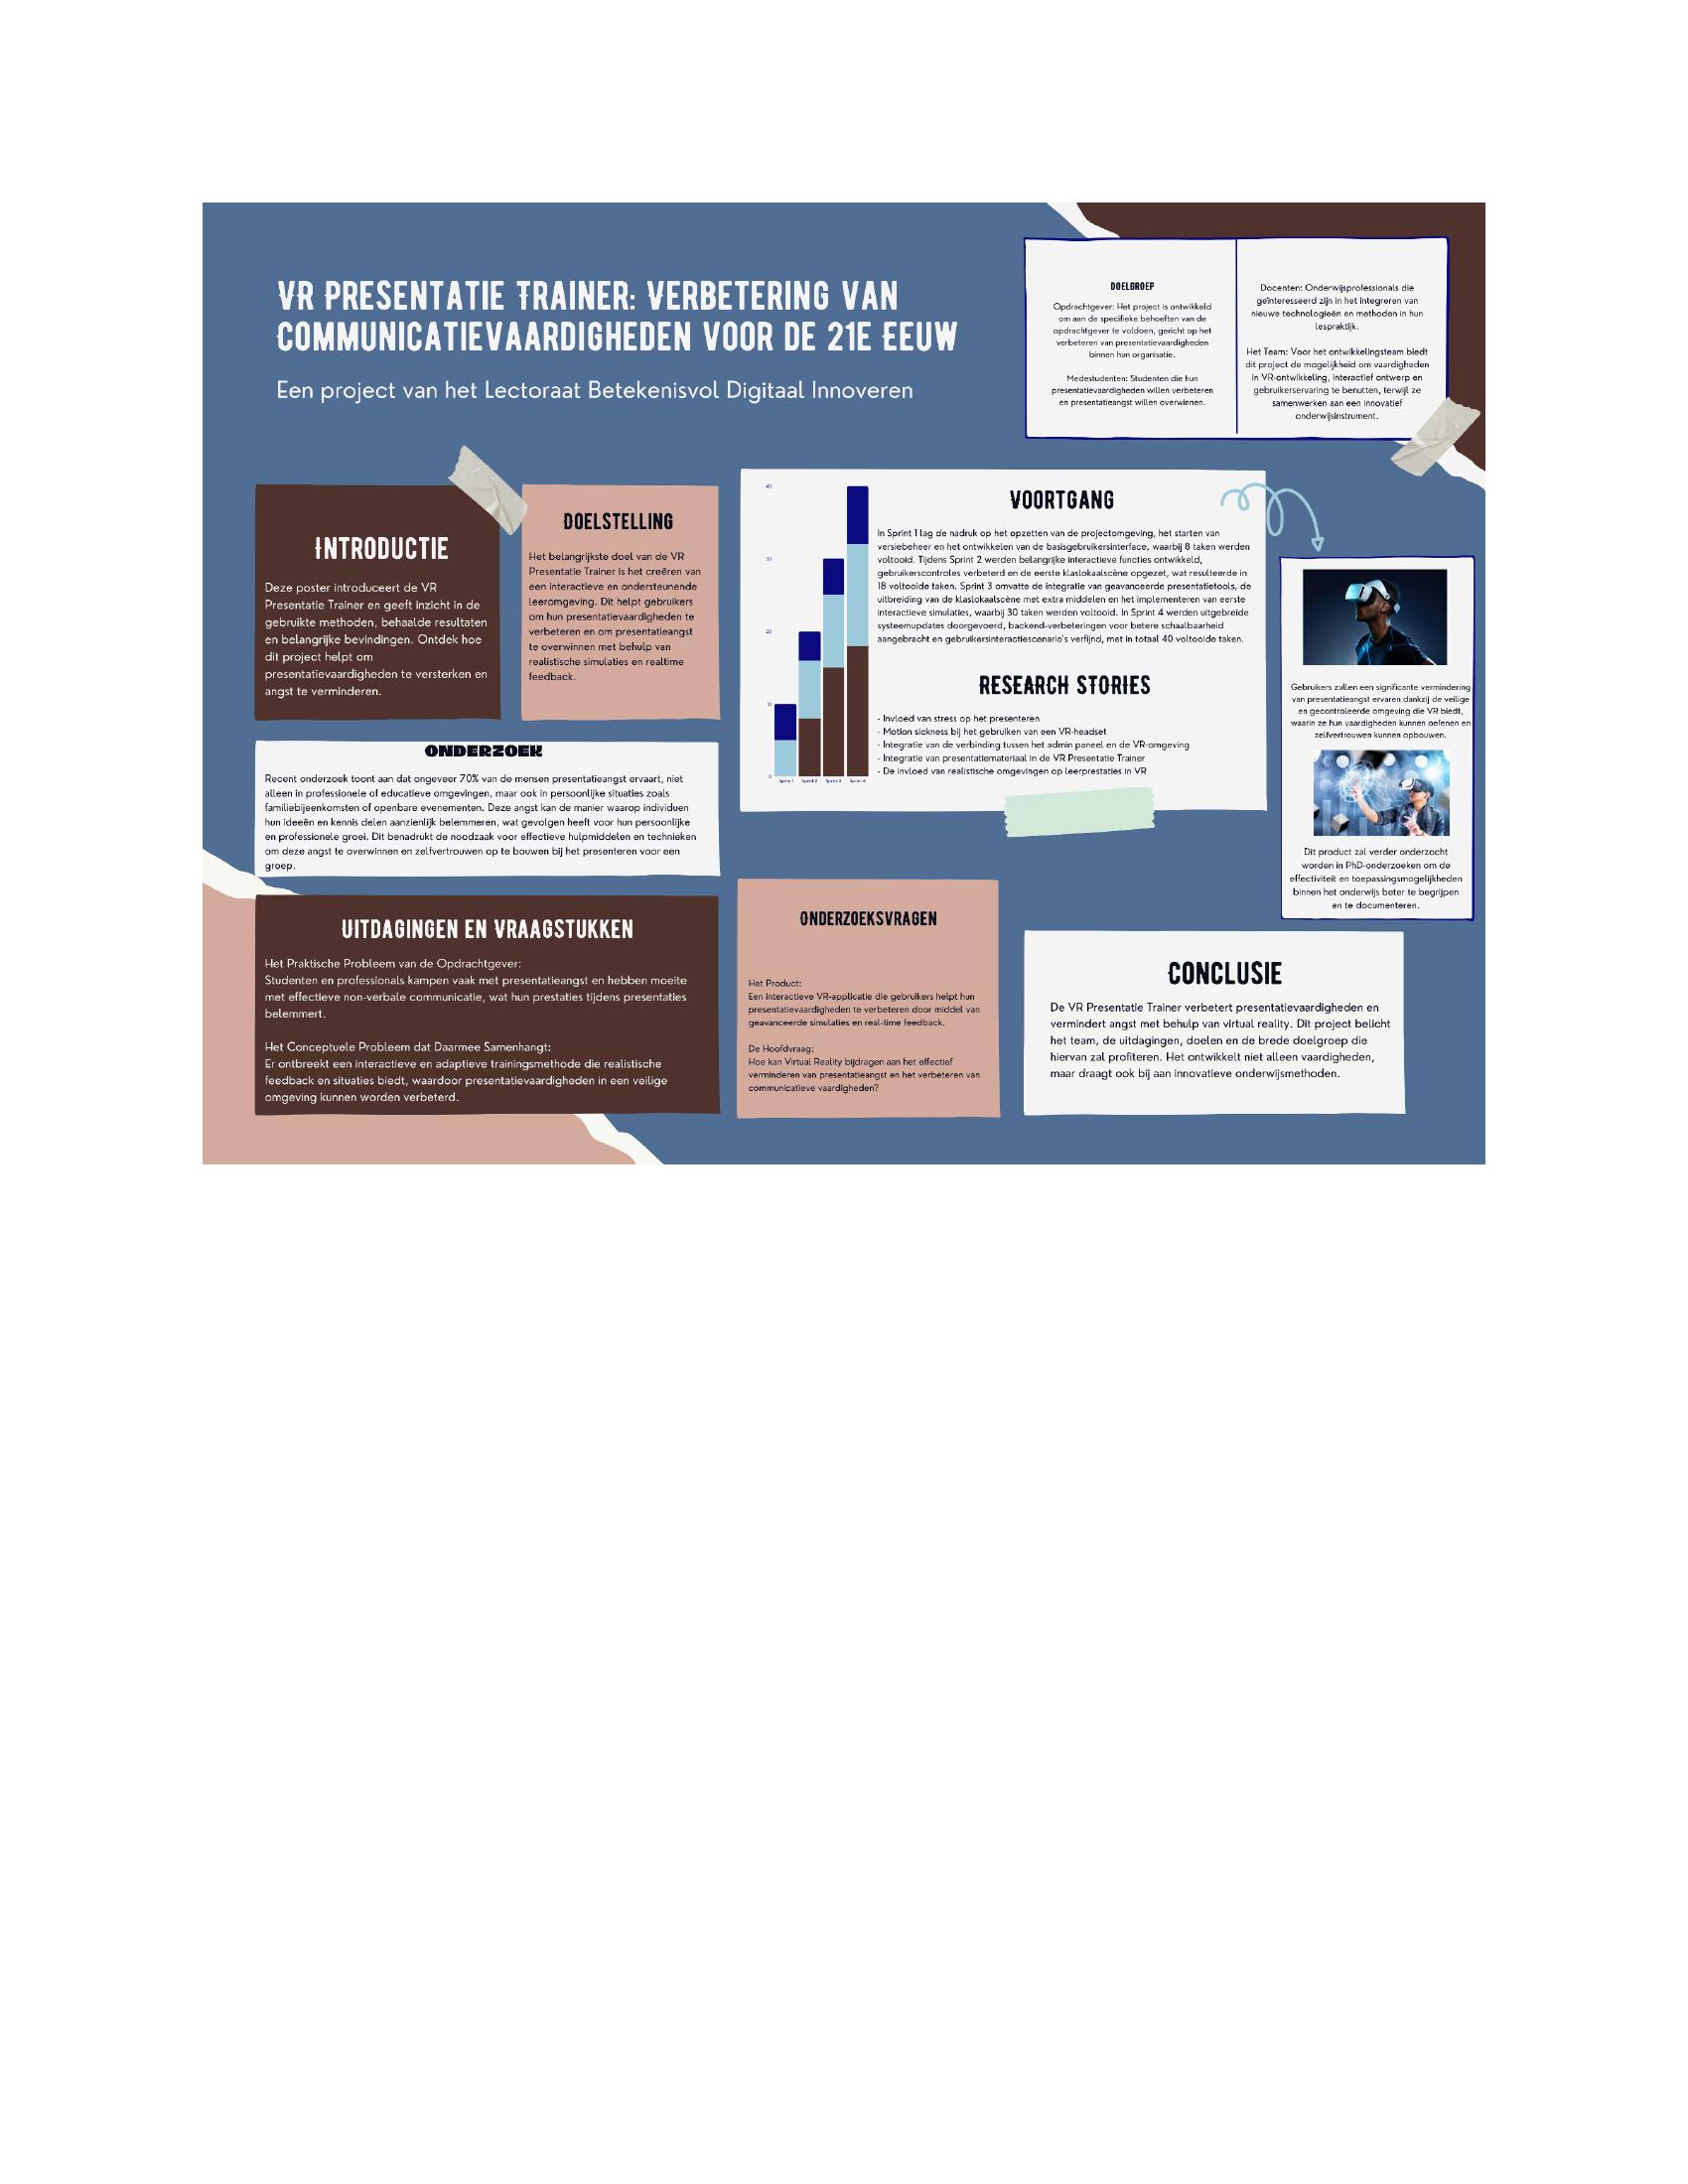 VR Presentatie Trainer: Verbetering van
Communicatievaardigheden voor de 21e Eeuw
Een project van het Lectoraat Betekenisvol Digitaal Innoveren
Doelgroep
Opdrachtgever: Het project is ontwikkeld
om aan de specifieke behoeften van de
opdrachtgever te voldoen, gericht op het
verbeteren van presentatievaardigheden
binnen hun organisatie.
Medestudenten: Studenten die hun
presentatievaardigheden willen verbeteren
en presentatieangst willen overwinnen.
Docenten: Onderwijsprofessionals die
geïnteresseerd zijn in het integreren van
nieuwe technologieën en methoden in hun
lespraktijk.
Het Team: Voor het ontwikkelingsteam biedt
dit project de mogelijkheid om vaardigheden
in VR-ontwikkeling, interactief ontwerp en
gebruikerservaring te benutten, terwijl ze
samenwerken aan een innovatief
onderwijsinstrument.
Introductie
Deze poster introduceert de VR
Presentatie Trainer en geeft inzicht in de
gebruikte methoden, behaalde resultaten
en belangrijke bevindingen. Ontdek hoe
dit project helpt om
presentatievaardigheden te versterken en
angst te verminderen.
Doelstelling
Het belangrijkste doel van de VR
Presentatie Trainer is het creëren van
een interactieve en ondersteunende
leeromgeving. Dit helpt gebruikers
om hun presentatievaardigheden te
verbeteren en om presentatieangst
te overwinnen met behulp van
realistische simulaties en realtime
feedback.
Onderzoek
Recent onderzoek toont aan dat ongeveer 70% van de mensen presentatieangst ervaart, niet
alleen in professionele of educatieve omgevingen, maar ook in persoonlijke situaties zoals
familiebijeenkomsten of openbare evenementen. Deze angst kan de manier waarop individuen
hun ideeën en kennis delen aanzienlijk belemmeren, wat gevolgen heeft voor hun persoonlijke
en professionele groei. Dit benadrukt de noodzaak voor effectieve hulpmiddelen en technieken
om deze angst te overwinnen en zelfvertrouwen op te bouwen bij het presenteren voor een
groep.
Uitdagingen en vraagstukken
Het Praktische Probleem van de Opdrachtgever:
Studenten en professionals kampen vaak met presentatieangst en hebben moeite
met effectieve non-verbale communicatie, wat hun prestaties tijdens presentaties
belemmert.
Het Conceptuele Probleem dat Daarmee Samenhangt:
Er ontbreekt een interactieve en adaptieve trainingsmethode die realistische
feedback en situaties biedt, waardoor presentatievaardigheden in een veilige
omgeving kunnen worden verbeterd.
40
30
20
10
0
Sprint 1 Sprint 2 Sprint 3 Sprint 4
Voortgang
In Sprint 1 lag de nadruk op het opzetten van de projectomgeving, het starten van
versiebeheer en het ontwikkelen van de basisgebruikersinterface, waarbij 8 taken werden
voltooid. Tijdens Sprint 2 werden belangrijke interactieve functies ontwikkeld,
gebruikerscontroles verbeterd en de eerste klaslokaalscène opgezet, wat resulteerde in
18 voltooide taken. Sprint 3 omvatte de integratie van geavanceerde presentatietools, de
uitbreiding van de klaslokaalscène met extra middelen en het implementeren van eerste
interactieve simulaties, waarbij 30 taken werden voltooid. In Sprint 4 werden uitgebreide
systeemupdates doorgevoerd, backend-verbeteringen voor betere schaalbaarheid
aangebracht en gebruikersinteractiescenario's verfijnd, met in totaal 40 voltooide taken.
Research stories
- Invloed van stress op het presenteren
- Motion sickness bij het gebruiken van een VR-headset
- Integratie van de verbinding tussen het admin paneel en de VR-omgeving
- Integratie van presentatiemateriaal in de VR Presentatie Trainer
- De invloed van realistische omgevingen op leerprestaties in VR
Gebruikers zullen een significante vermindering
van presentatieangst ervaren dankzij de veilige
en gecontroleerde omgeving die VR biedt,
waarin ze hun vaardigheden kunnen oefenen en
zelfvertrouwen kunnen opbouwen.
Dit product zal verder onderzocht
worden in PhD-onderzoeken om de
effectiviteit en toepassingsmogelijkheden
binnen het onderwijs beter te begrijpen
en te documenteren.
Onderzoeksvragen
Het Product:
Een interactieve VR-applicatie die gebruikers helpt hun
presentatievaardigheden te verbeteren door middel van
geavanceerde simulaties en real-time feedback.
De Hoofdvraag:
Hoe kan Virtual Reality bijdragen aan het effectief
verminderen van presentatieangst en het verbeteren van
communicatieve vaardigheden?
Conclusie
De VR Presentatie Trainer verbetert presentatievaardigheden en
vermindert angst met behulp van virtual reality. Dit project belicht
het team, de uitdagingen, doelen en de brede doelgroep die
hiervan zal profiteren. Het ontwikkelt niet alleen vaardigheden,
maar draagt ook bij aan innovatieve onderwijsmethoden.